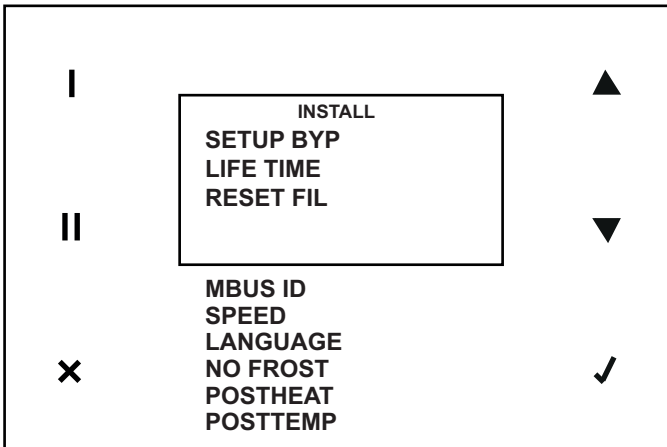 I
INSTALL
SETUP BYP
LIFE TIME
RESET FIL
II
MBUS ID
SPEED
LANGUAGE
NO FROST
POSTHEAT
POSTTEMP